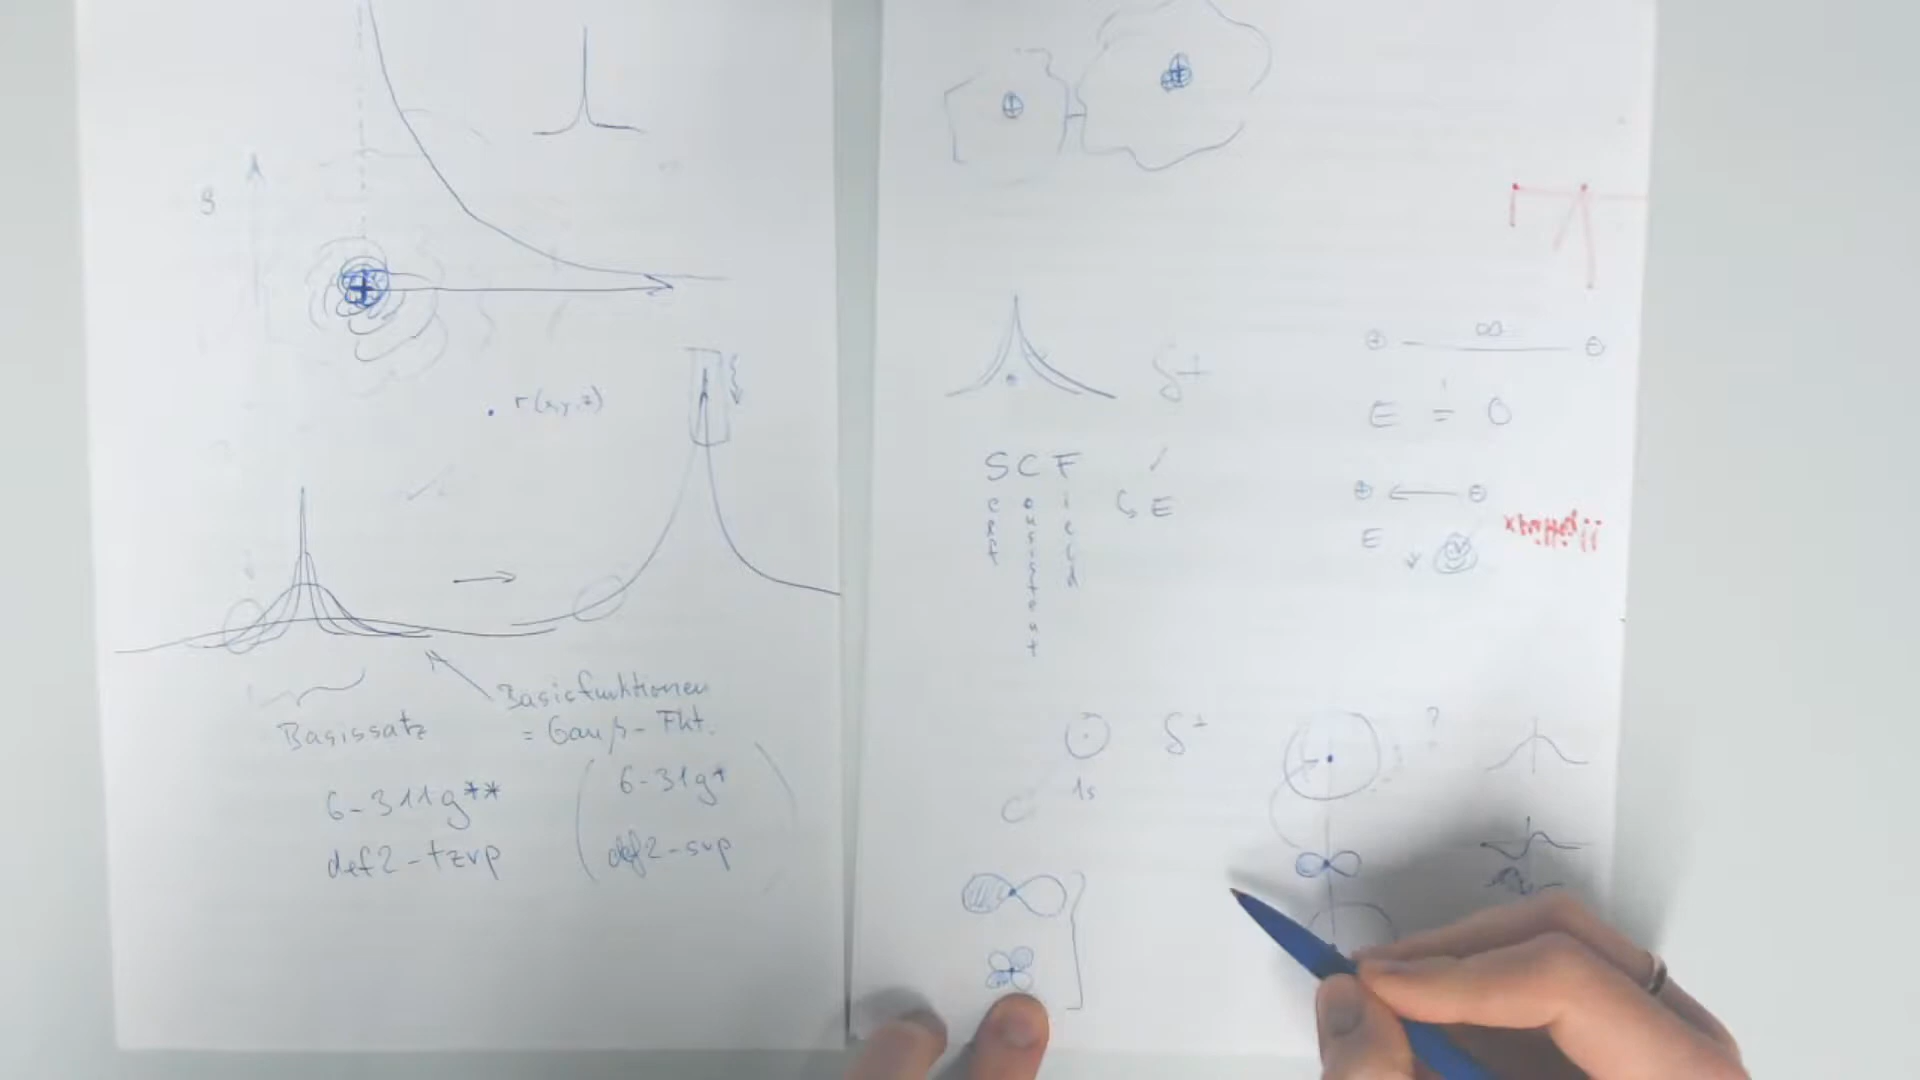 ρ
r(x,y,z)
Basissatz
Basisfunktionen
= Gauß-Fkt.
6-311g**
def2-tzvp
6-31g*
def2-svp
δ+
∞
E = 0
SCF
Self
Consistent
Field
E
E
δ+
1s
C
?